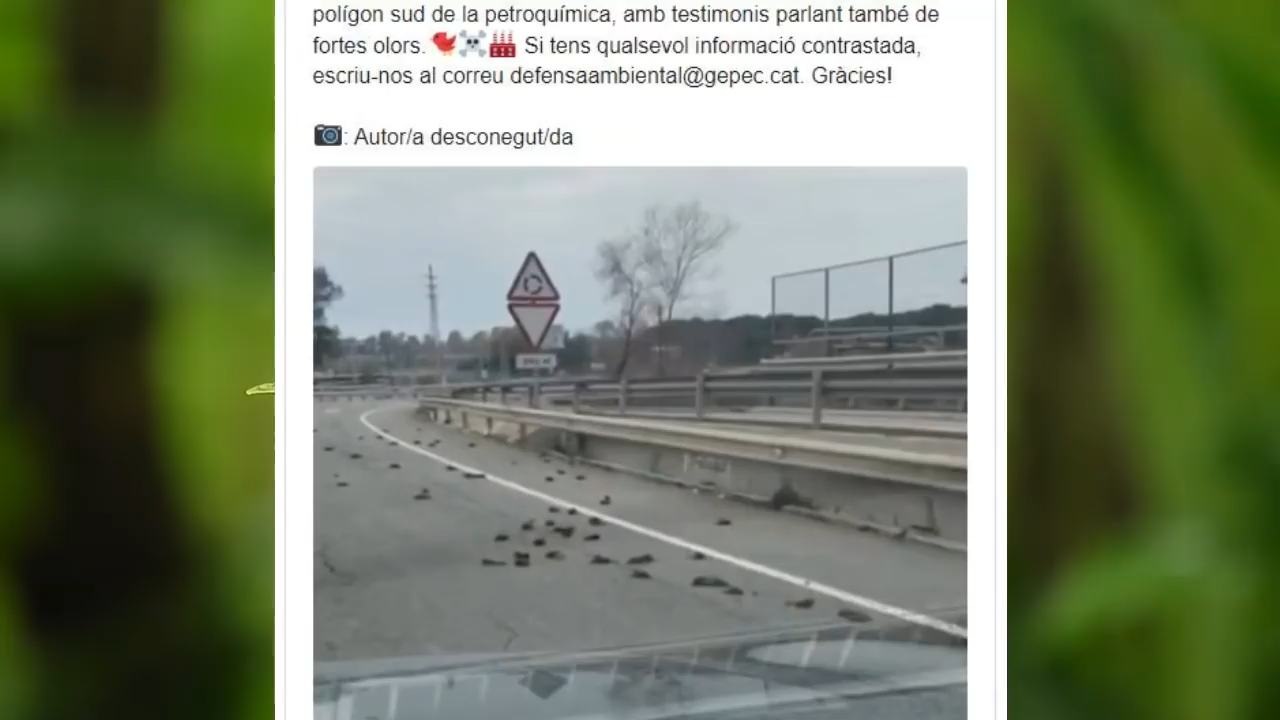 polígon sud de la petroquímica, amb testimonis parlant també de
fortes olors. 🐦☠️🏭 Si tens qualsevol informació contrastada,
escriu-nos al correu defensaambiental@gepec.cat. Gràcies!
📷: Autor/a desconegut/da